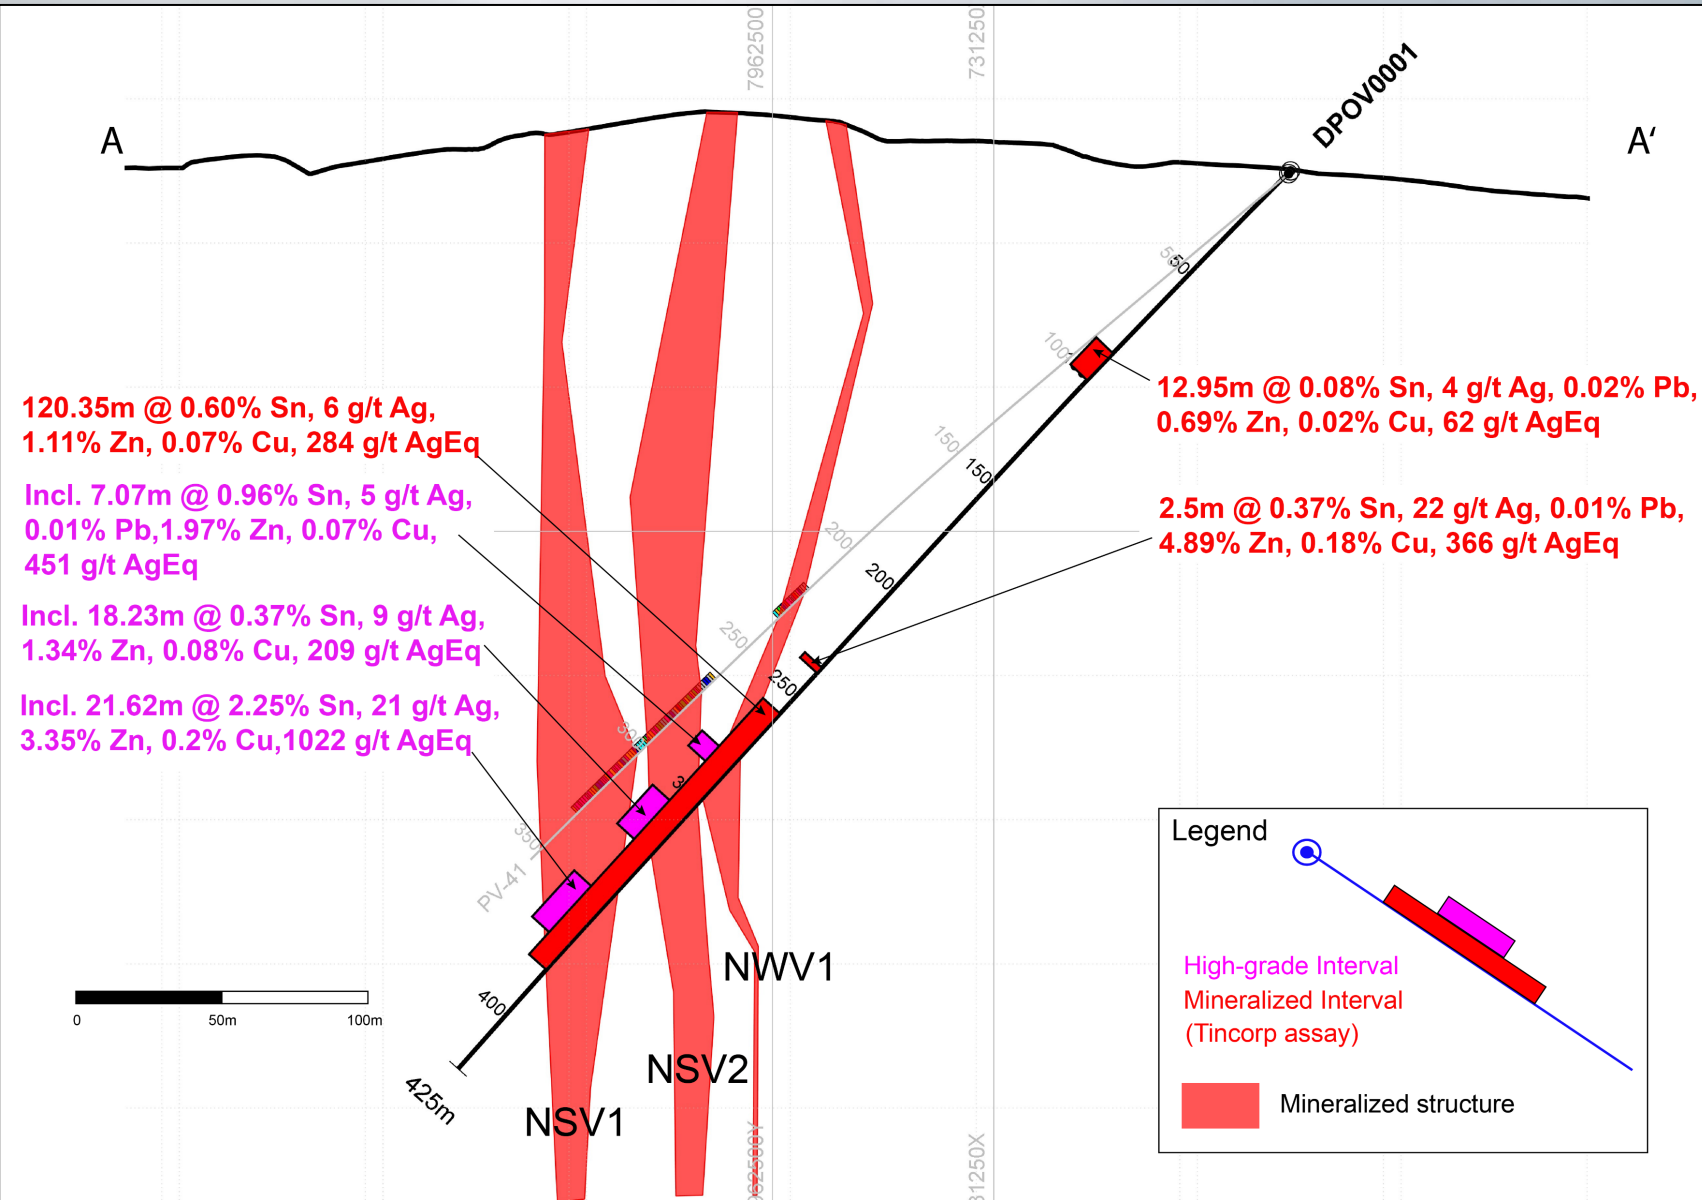 7962500
731250
DPOV0001
A
A'
50
50
100
12.95m @ 0.08% Sn, 4 g/t Ag, 0.02% Pb,
0.69% Zn, 0.02% Cu, 62 g/t AgEq
120.35m @ 0.60% Sn, 6 g/t Ag,
1.11% Zn, 0.07% Cu, 284 g/t AgEq
150
150
Incl. 7.07m @ 0.96% Sn, 5 g/t Ag,
0.01% Pb,1.97% Zn, 0.07% Cu,
451 g/t AgEq
2.5m @ 0.37% Sn, 22 g/t Ag, 0.01% Pb,
4.89% Zn, 0.18% Cu, 366 g/t AgEq
200
200
Incl. 18.23m @ 0.37% Sn, 9 g/t Ag,
1.34% Zn, 0.08% Cu, 209 g/t AgEq
250
250
Incl. 21.62m @ 2.25% Sn, 21 g/t Ag,
3.35% Zn, 0.2% Cu,1022 g/t AgEq
300
350
PV-41
Legend
High-grade Interval
Mineralized Interval
(Tincorp assay)
Mineralized structure
NWV1
400
0 50m 100m
NSV2
425m
NSV1
31250X